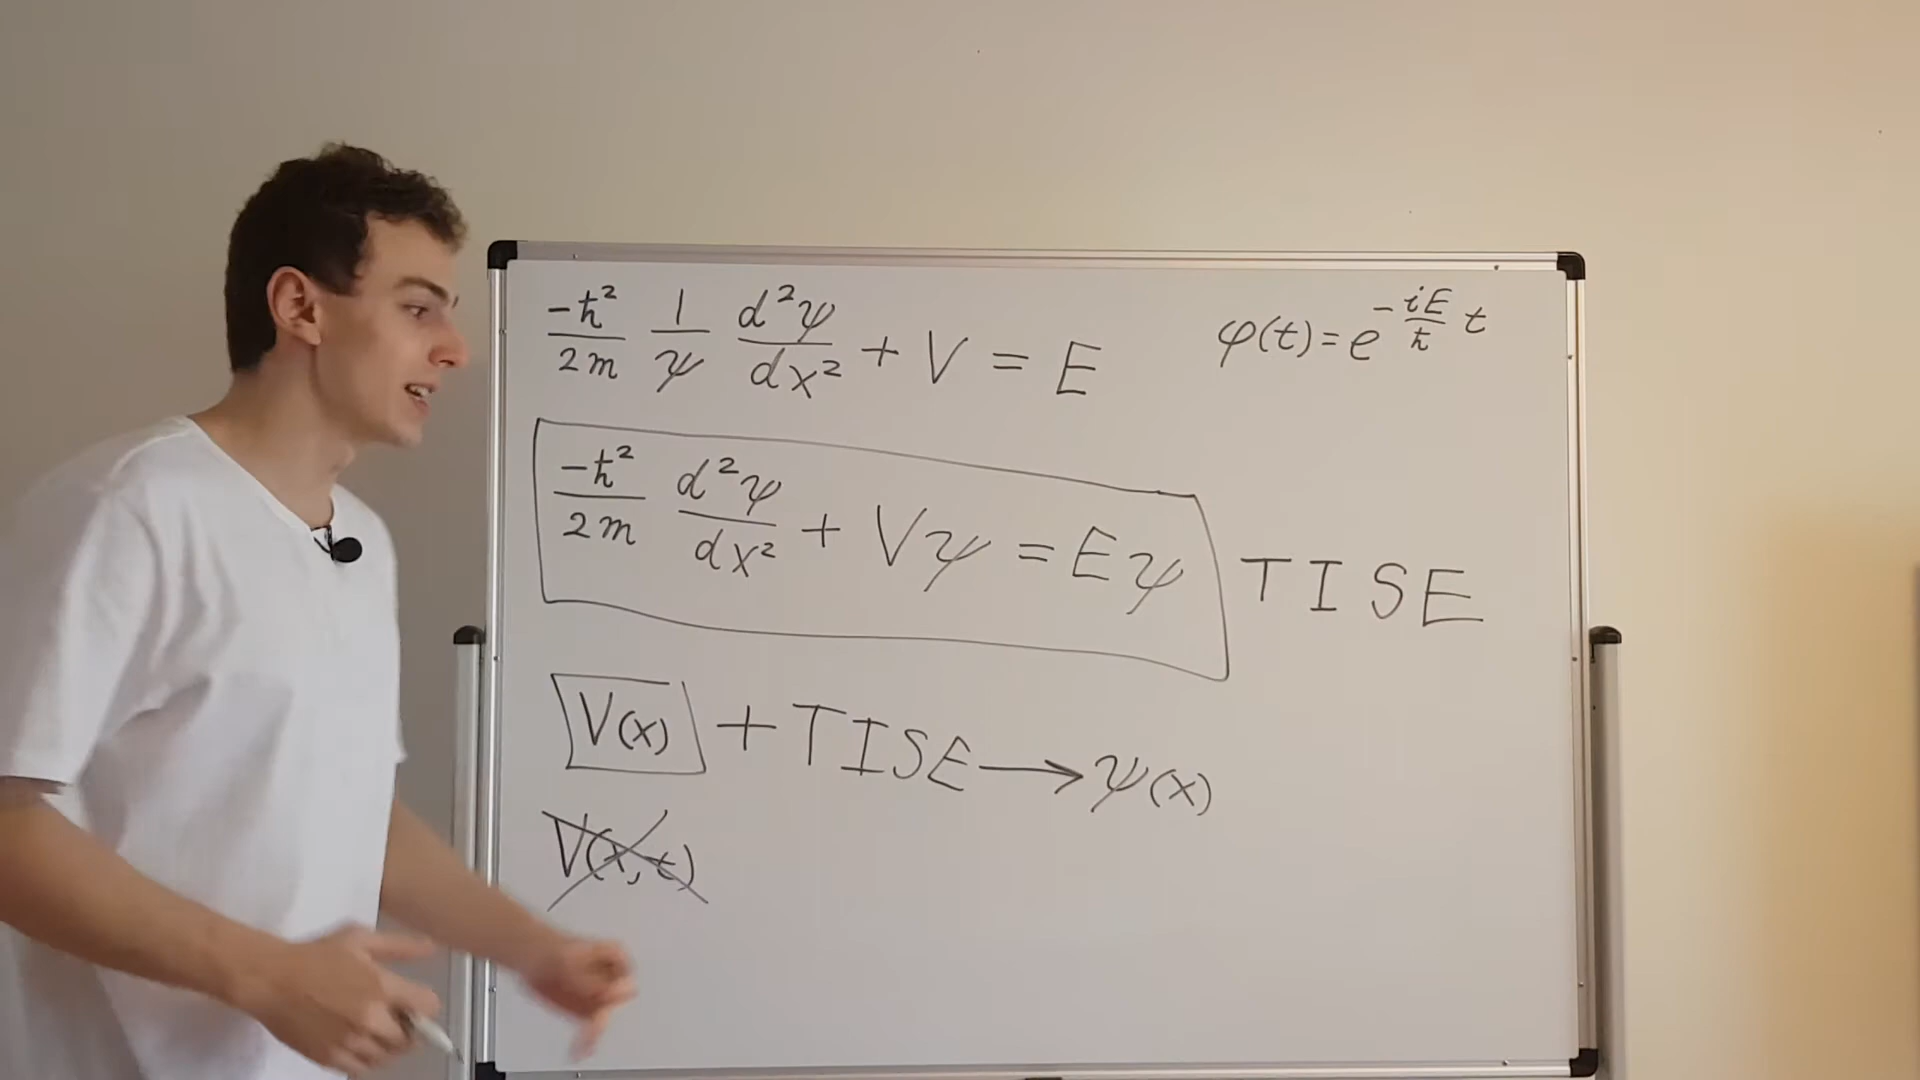 -ħ²/2m 1/ψ d²ψ/dx² + V = E
φ(t) = e^(-iE/ħ t)
-ħ²/2m d²ψ/dx² + Vψ = Eψ TISE
V(x) + TISE → ψ(x)
V(x,t)